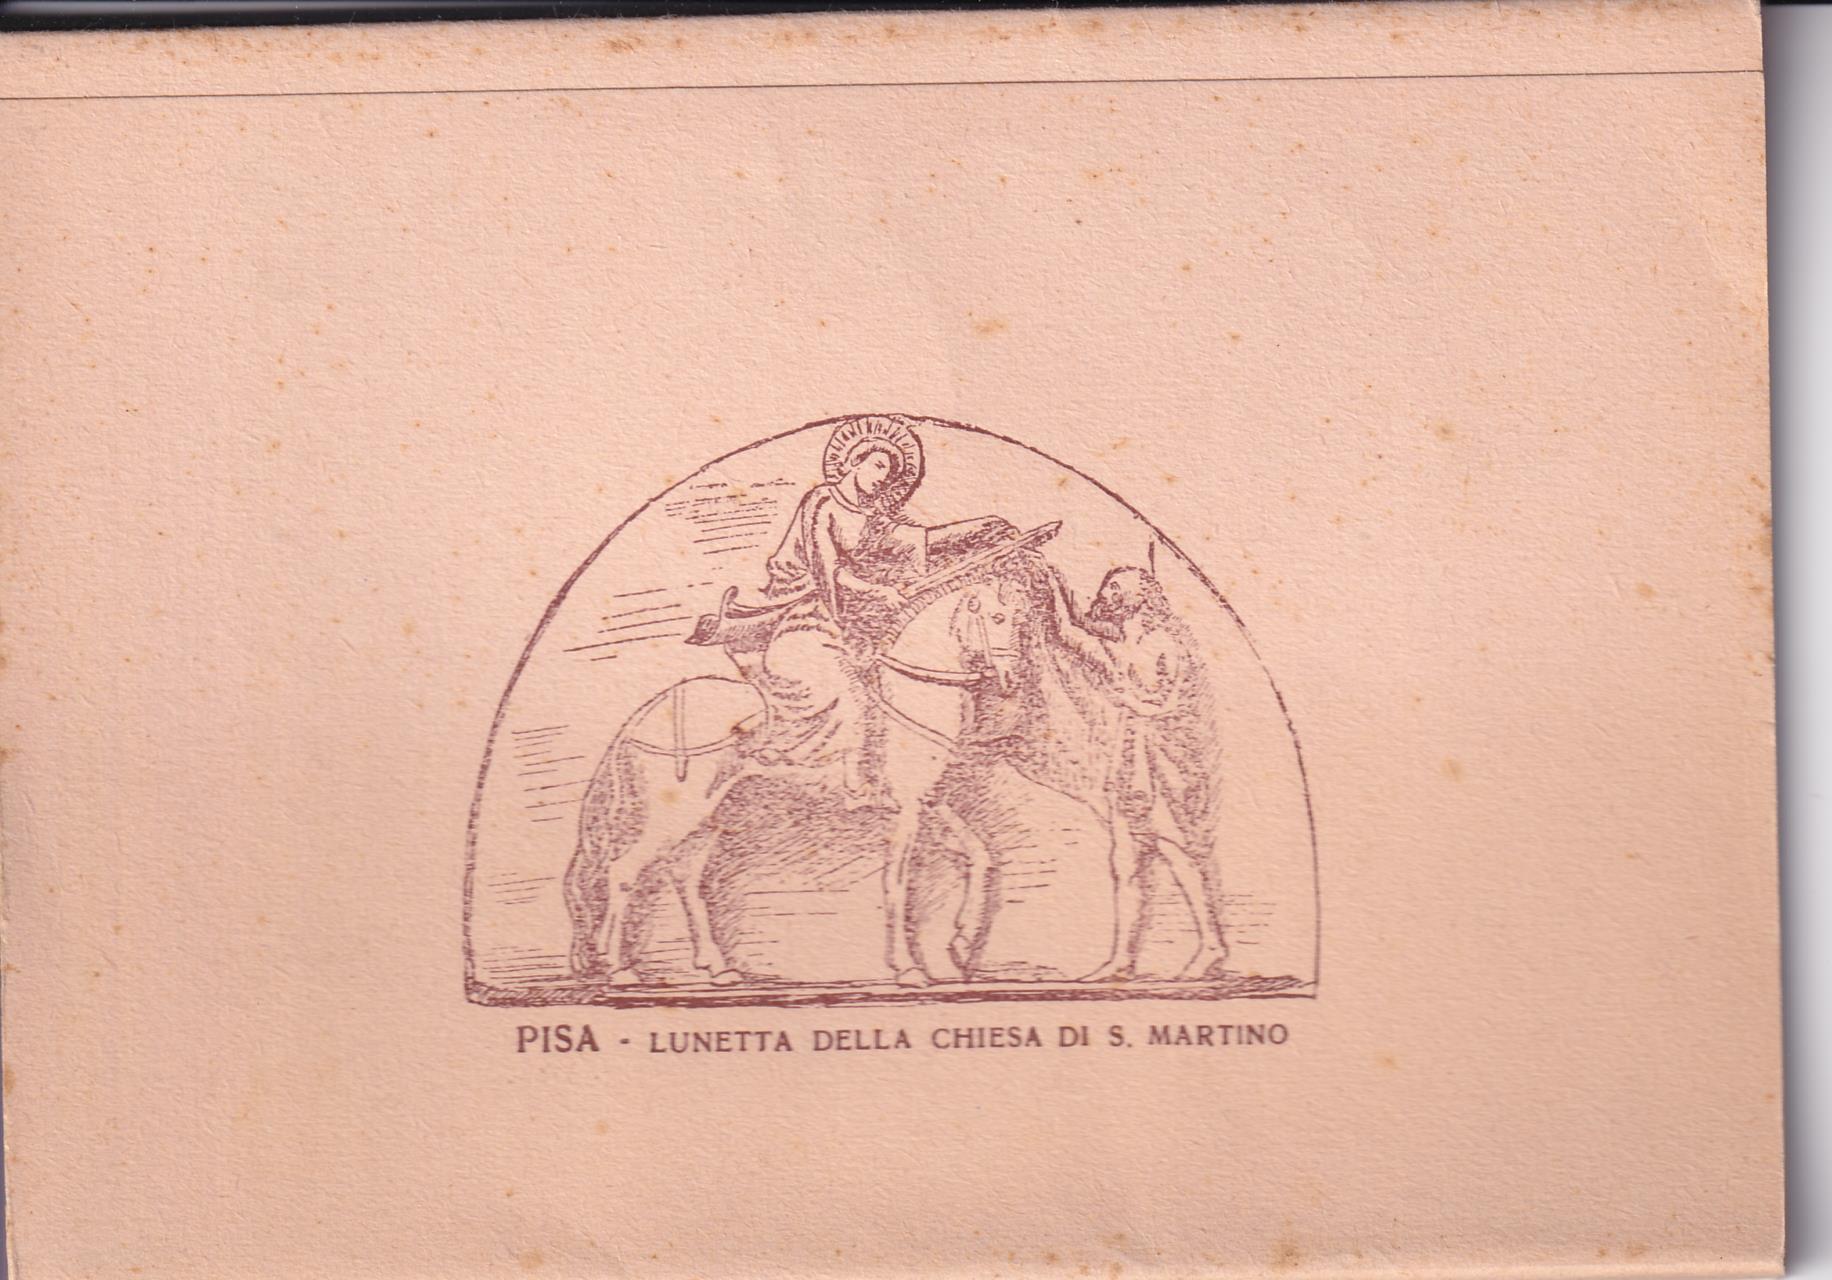 PISA - LUNETTA DELLA CHIESA DI S. MARTINO